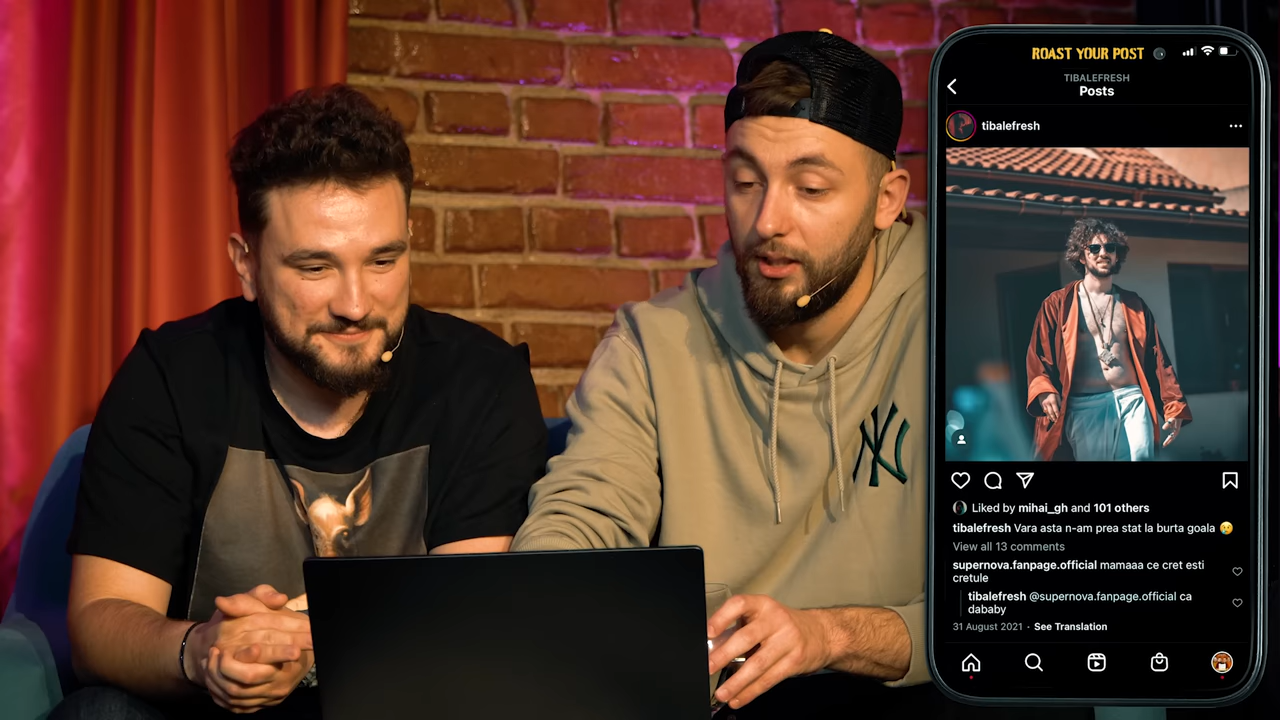 ROAST YOUR POST
TIBALEFRESH
Posts
tibalefresh
NY
Liked by mihai_gh and 101 others
tibalefresh Vara asta n-am prea stat la burta goala 😢
View all 13 comments
supernova.fanpage.official mamaaa ce cret esti
cretule
tibalefresh @supernova.fanpage.official ca
dababy
31 August 2021 · See Translation